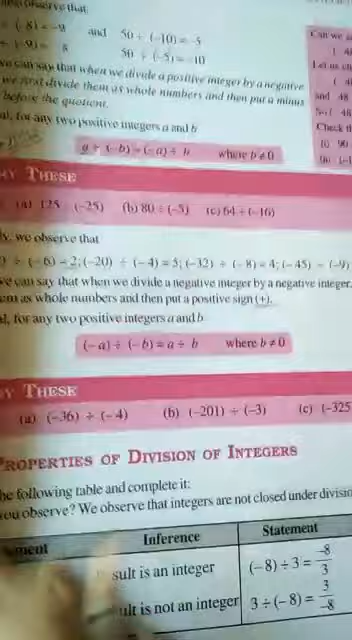 observe that
÷ (-8) = -9 and 50 ÷ (-10) = -5
÷ (-9) = 8 50 ÷ (-5) = -10
we can say that when we divide a positive integer by a negative
we first divide them as whole numbers and then put a minus
before the quotient.
for any two positive integers a and b
a ÷ (-b) = (-a) ÷ b where b ≠ 0
THESE
(a) 125 ÷ (-25) (b) 80 ÷ (-5) (c) 64 ÷ (-16)
we observe that
÷ (-6) = 2; (-20) ÷ (-4) = 5; (-32) ÷ (-8) = 4; (-45) ÷ (-9)
we can say that when we divide a negative integer by a negative integer,
as whole numbers and then put a positive sign (+).
for any two positive integers a and b
(-a) ÷ (-b) = a ÷ b where b ≠ 0
THESE
(a) (-36) ÷ (-4) (b) (-201) ÷ (-3) (c) (-325
PROPERTIES OF DIVISION OF INTEGERS
the following table and complete it:
you observe? We observe that integers are not closed under
Inference Statement
is an integer (-8) ÷ 3 = -8/3
is not an integer 3 ÷ (-8) = 3/-8
Can we
and 48
Check